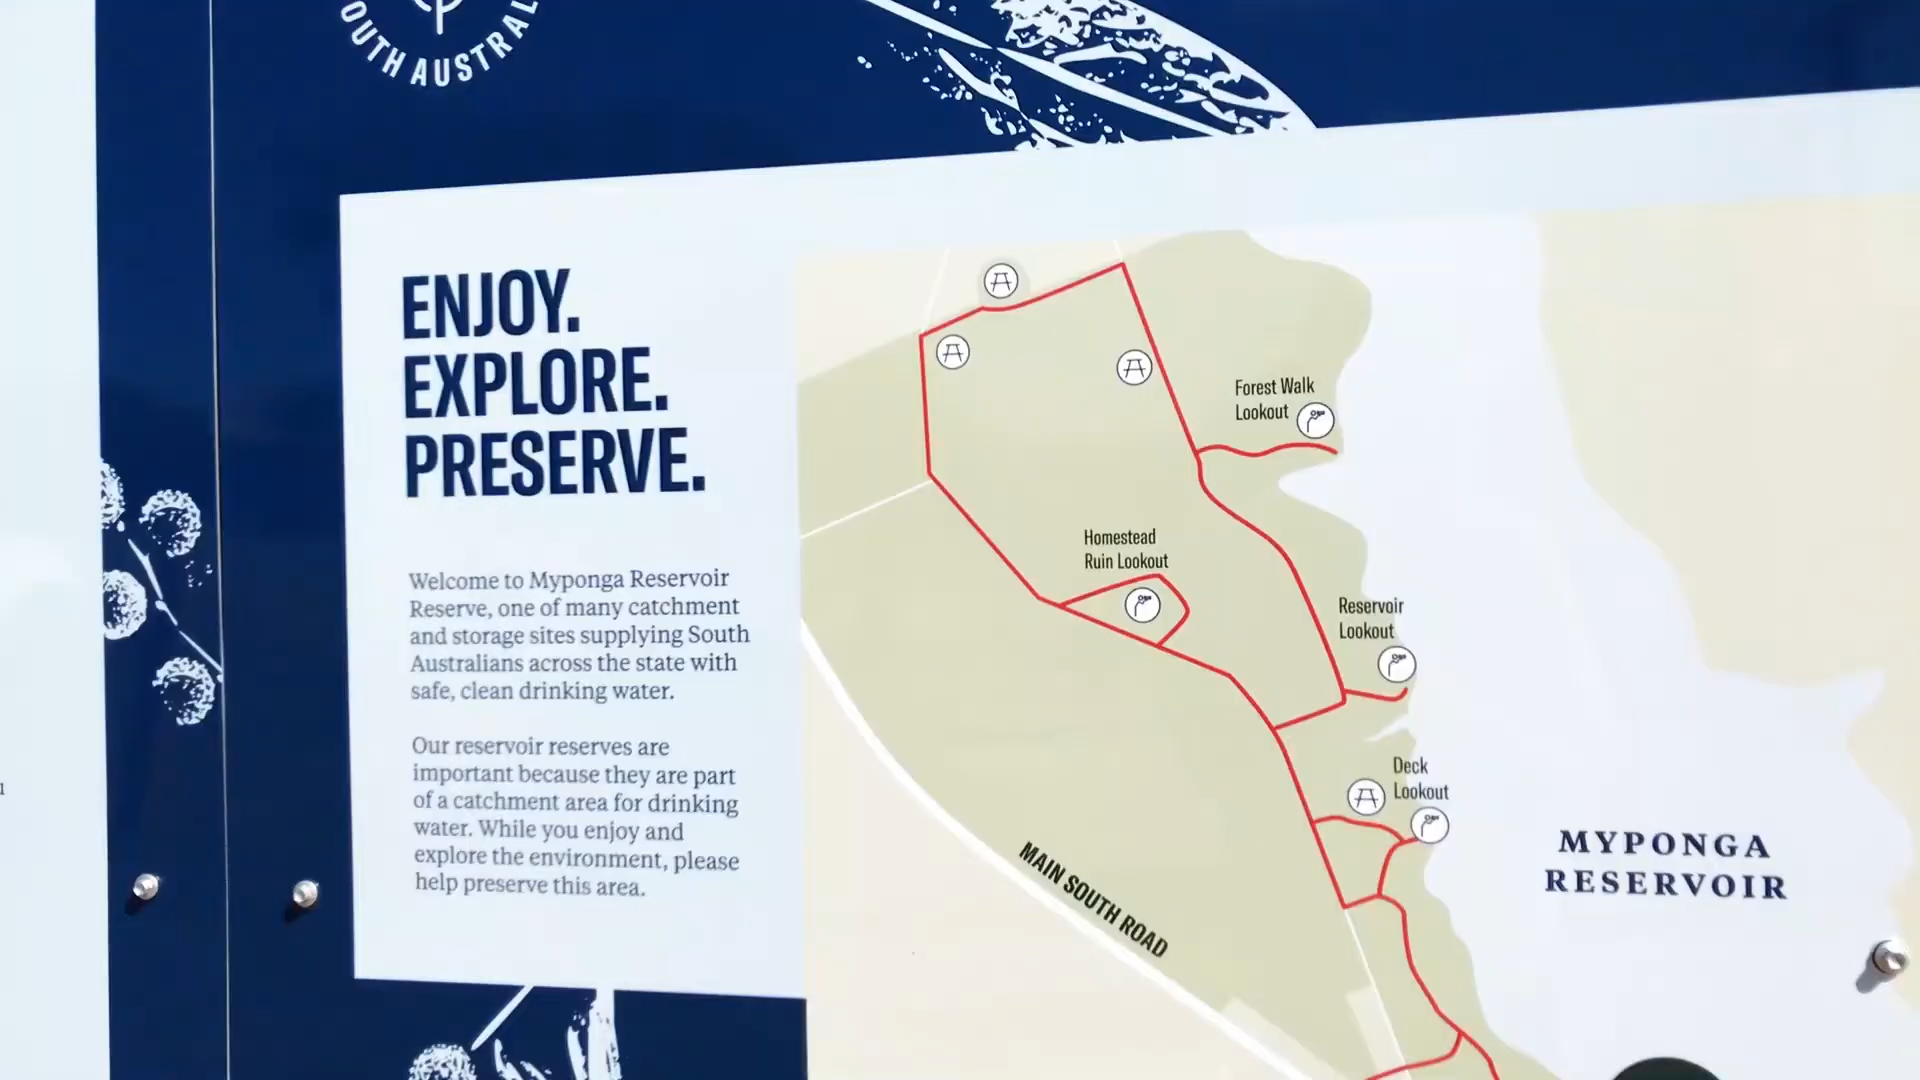 SOUTH AUSTRAL
ENJOY.
EXPLORE.
PRESERVE.
Welcome to Myponga Reservoir
Reserve, one of many catchment
and storage sites supplying South
Australians across the state with
safe, clean drinking water.
Our reservoir reserves are
important because they are part
of a catchment area for drinking
water. While you enjoy and
explore the environment, please
help preserve this area.
Forest Walk
Lookout
Homestead
Ruin Lookout
Reservoir
Lookout
Deck
Lookout
MYPONGA
RESERVOIR
MAIN SOUTH ROAD